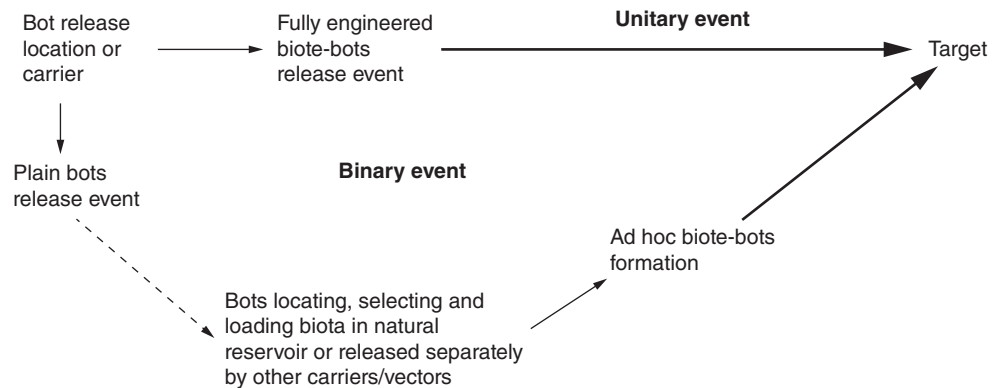 Bot release
location or
carrier
Fully engineered
biote-bots
release event
Unitary event
Target
Plain bots
release event
Binary event
Ad hoc biote-bots
formation
Bots locating, selecting and
loading biota in natural
reservoir or released separately
by other carriers/vectors